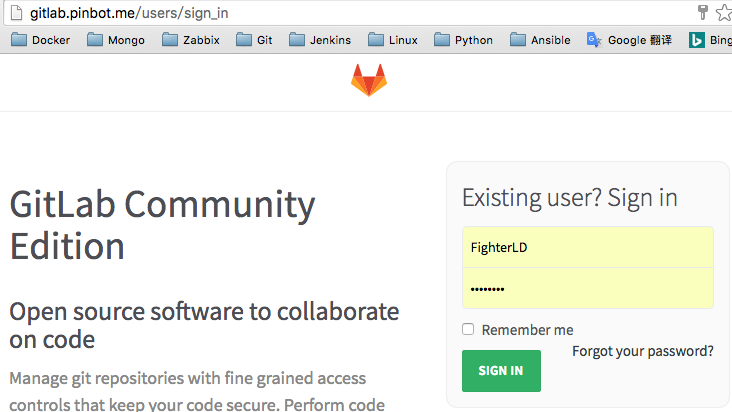 gitlab.pinbot.me/users/sign_in
Docker Mongo Zabbix Git Jenkins Linux Python Ansible Google 翻译 Bing
GitLab Community
Edition
Open source software to collaborate
on code
Manage git repositories with fine grained access
controls that keep your code secure. Perform code
Existing user? Sign in
FighterLD
••••••••
Remember me
Forgot your password?
SIGN IN